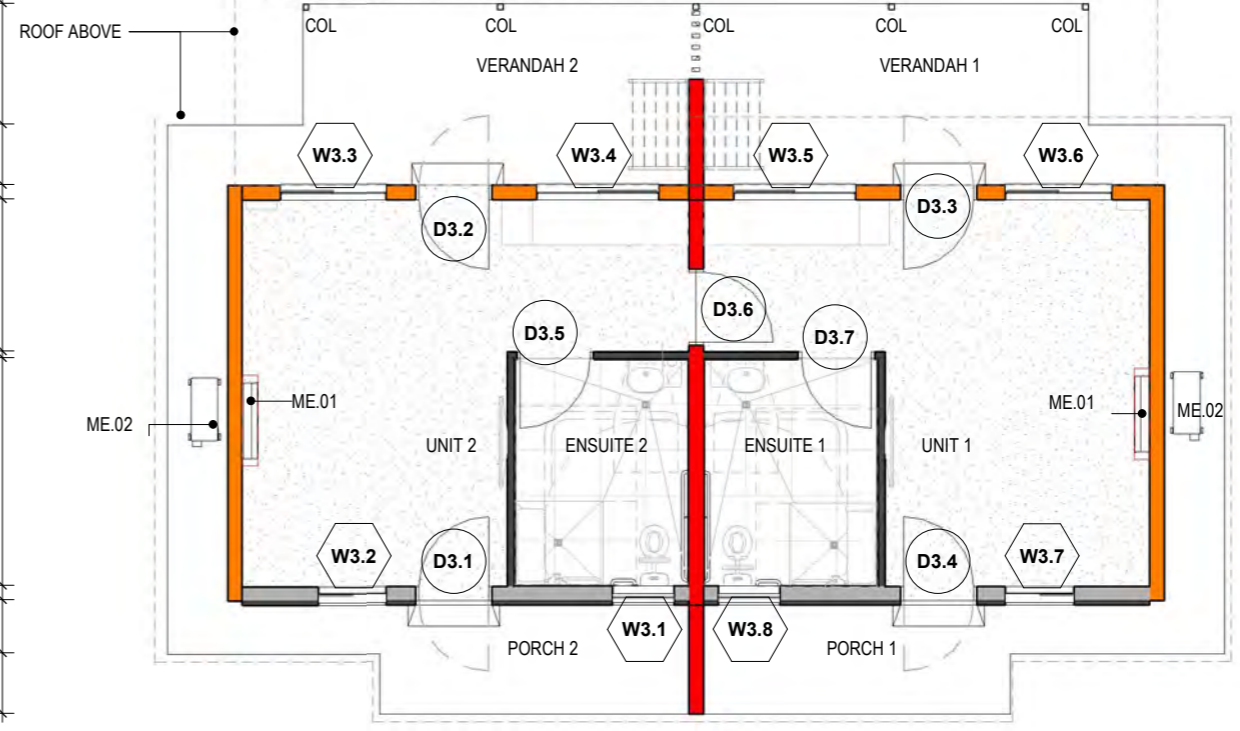 COL
COL
COL
COL
COL
ROOF ABOVE
VERANDAH 2
VERANDAH 1
W3.3
W3.4
W3.5
W3.6
D3.2
D3.3
D3.6
D3.5
D3.7
ME.01
ME.01
ME.02
ME.02
UNIT 2
ENSUITE 2
ENSUITE 1
UNIT 1
W3.2
D3.1
D3.4
W3.7
W3.1
W3.8
PORCH 2
PORCH 1